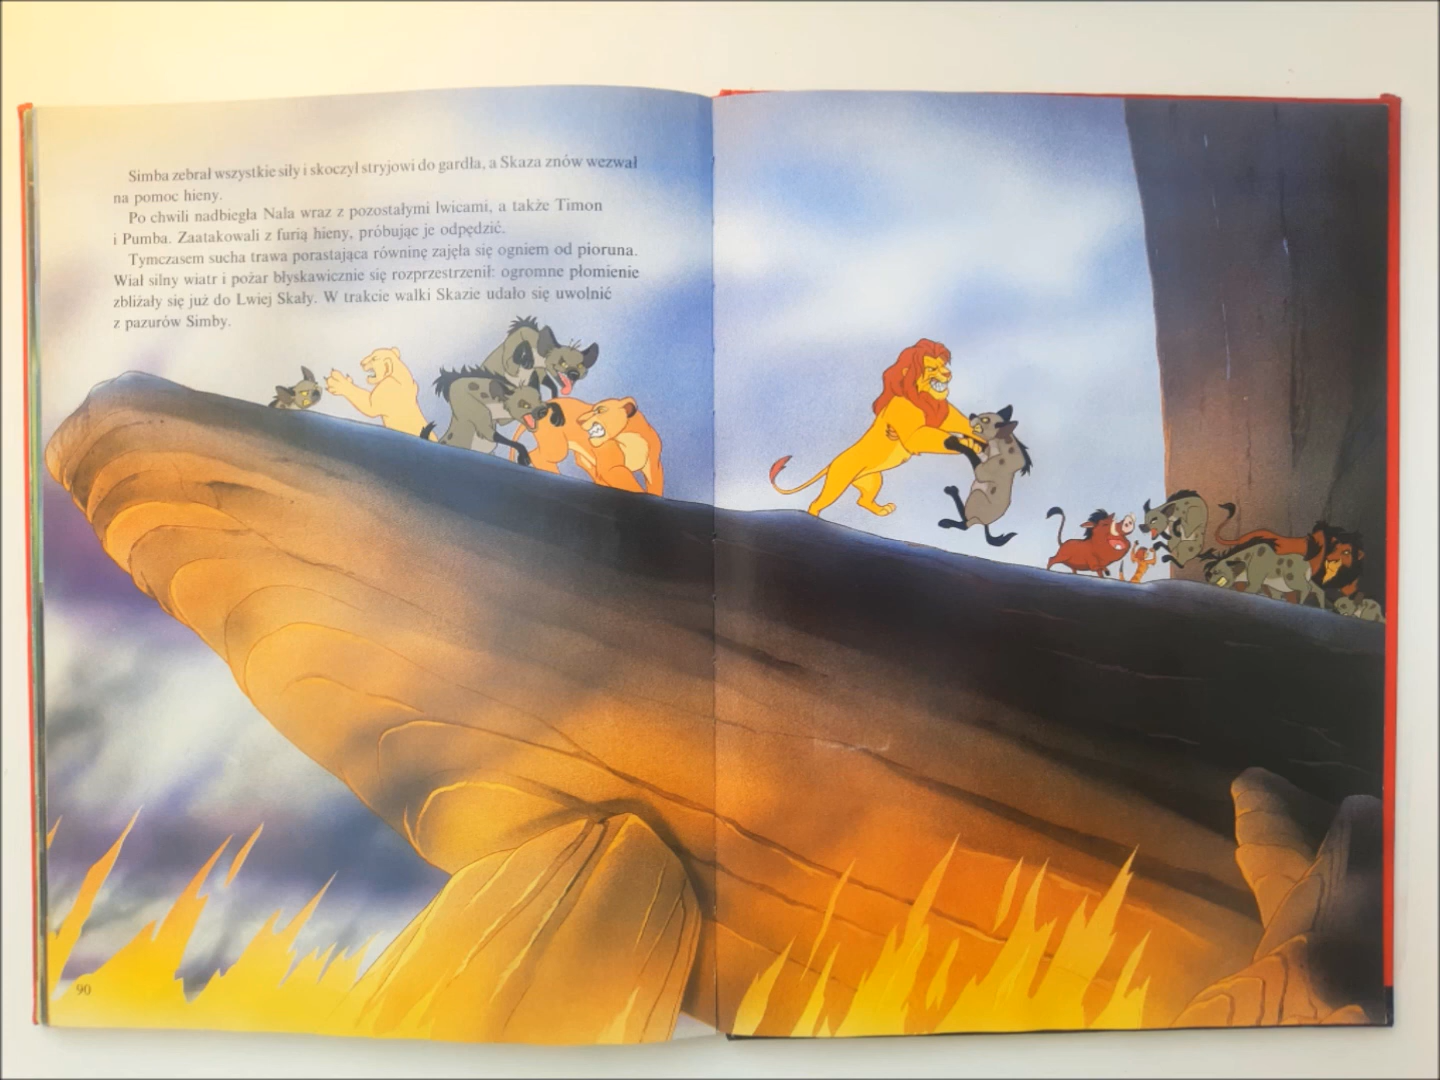 Simba zebrał wszystkie siły i skoczył stryjowi do gardła, a Skaza znów wezwał
na pomoc hieny.
Po chwili nadbiegła Nala wraz z pozostałymi lwicami, a także Timon
i Pumba. Zaatakowali z furią hieny, próbując je odpędzić.
Tymczasem sucha trawa porastająca równinę zajęła się ogniem od pioruna.
Wiał silny wiatr i pożar błyskawicznie się rozprzestrzenił: ogromne płomienie
zbliżały się już do Lwiej Skały. W trakcie walki Skazie udało się uwolnić
z pazurów Simby.
90